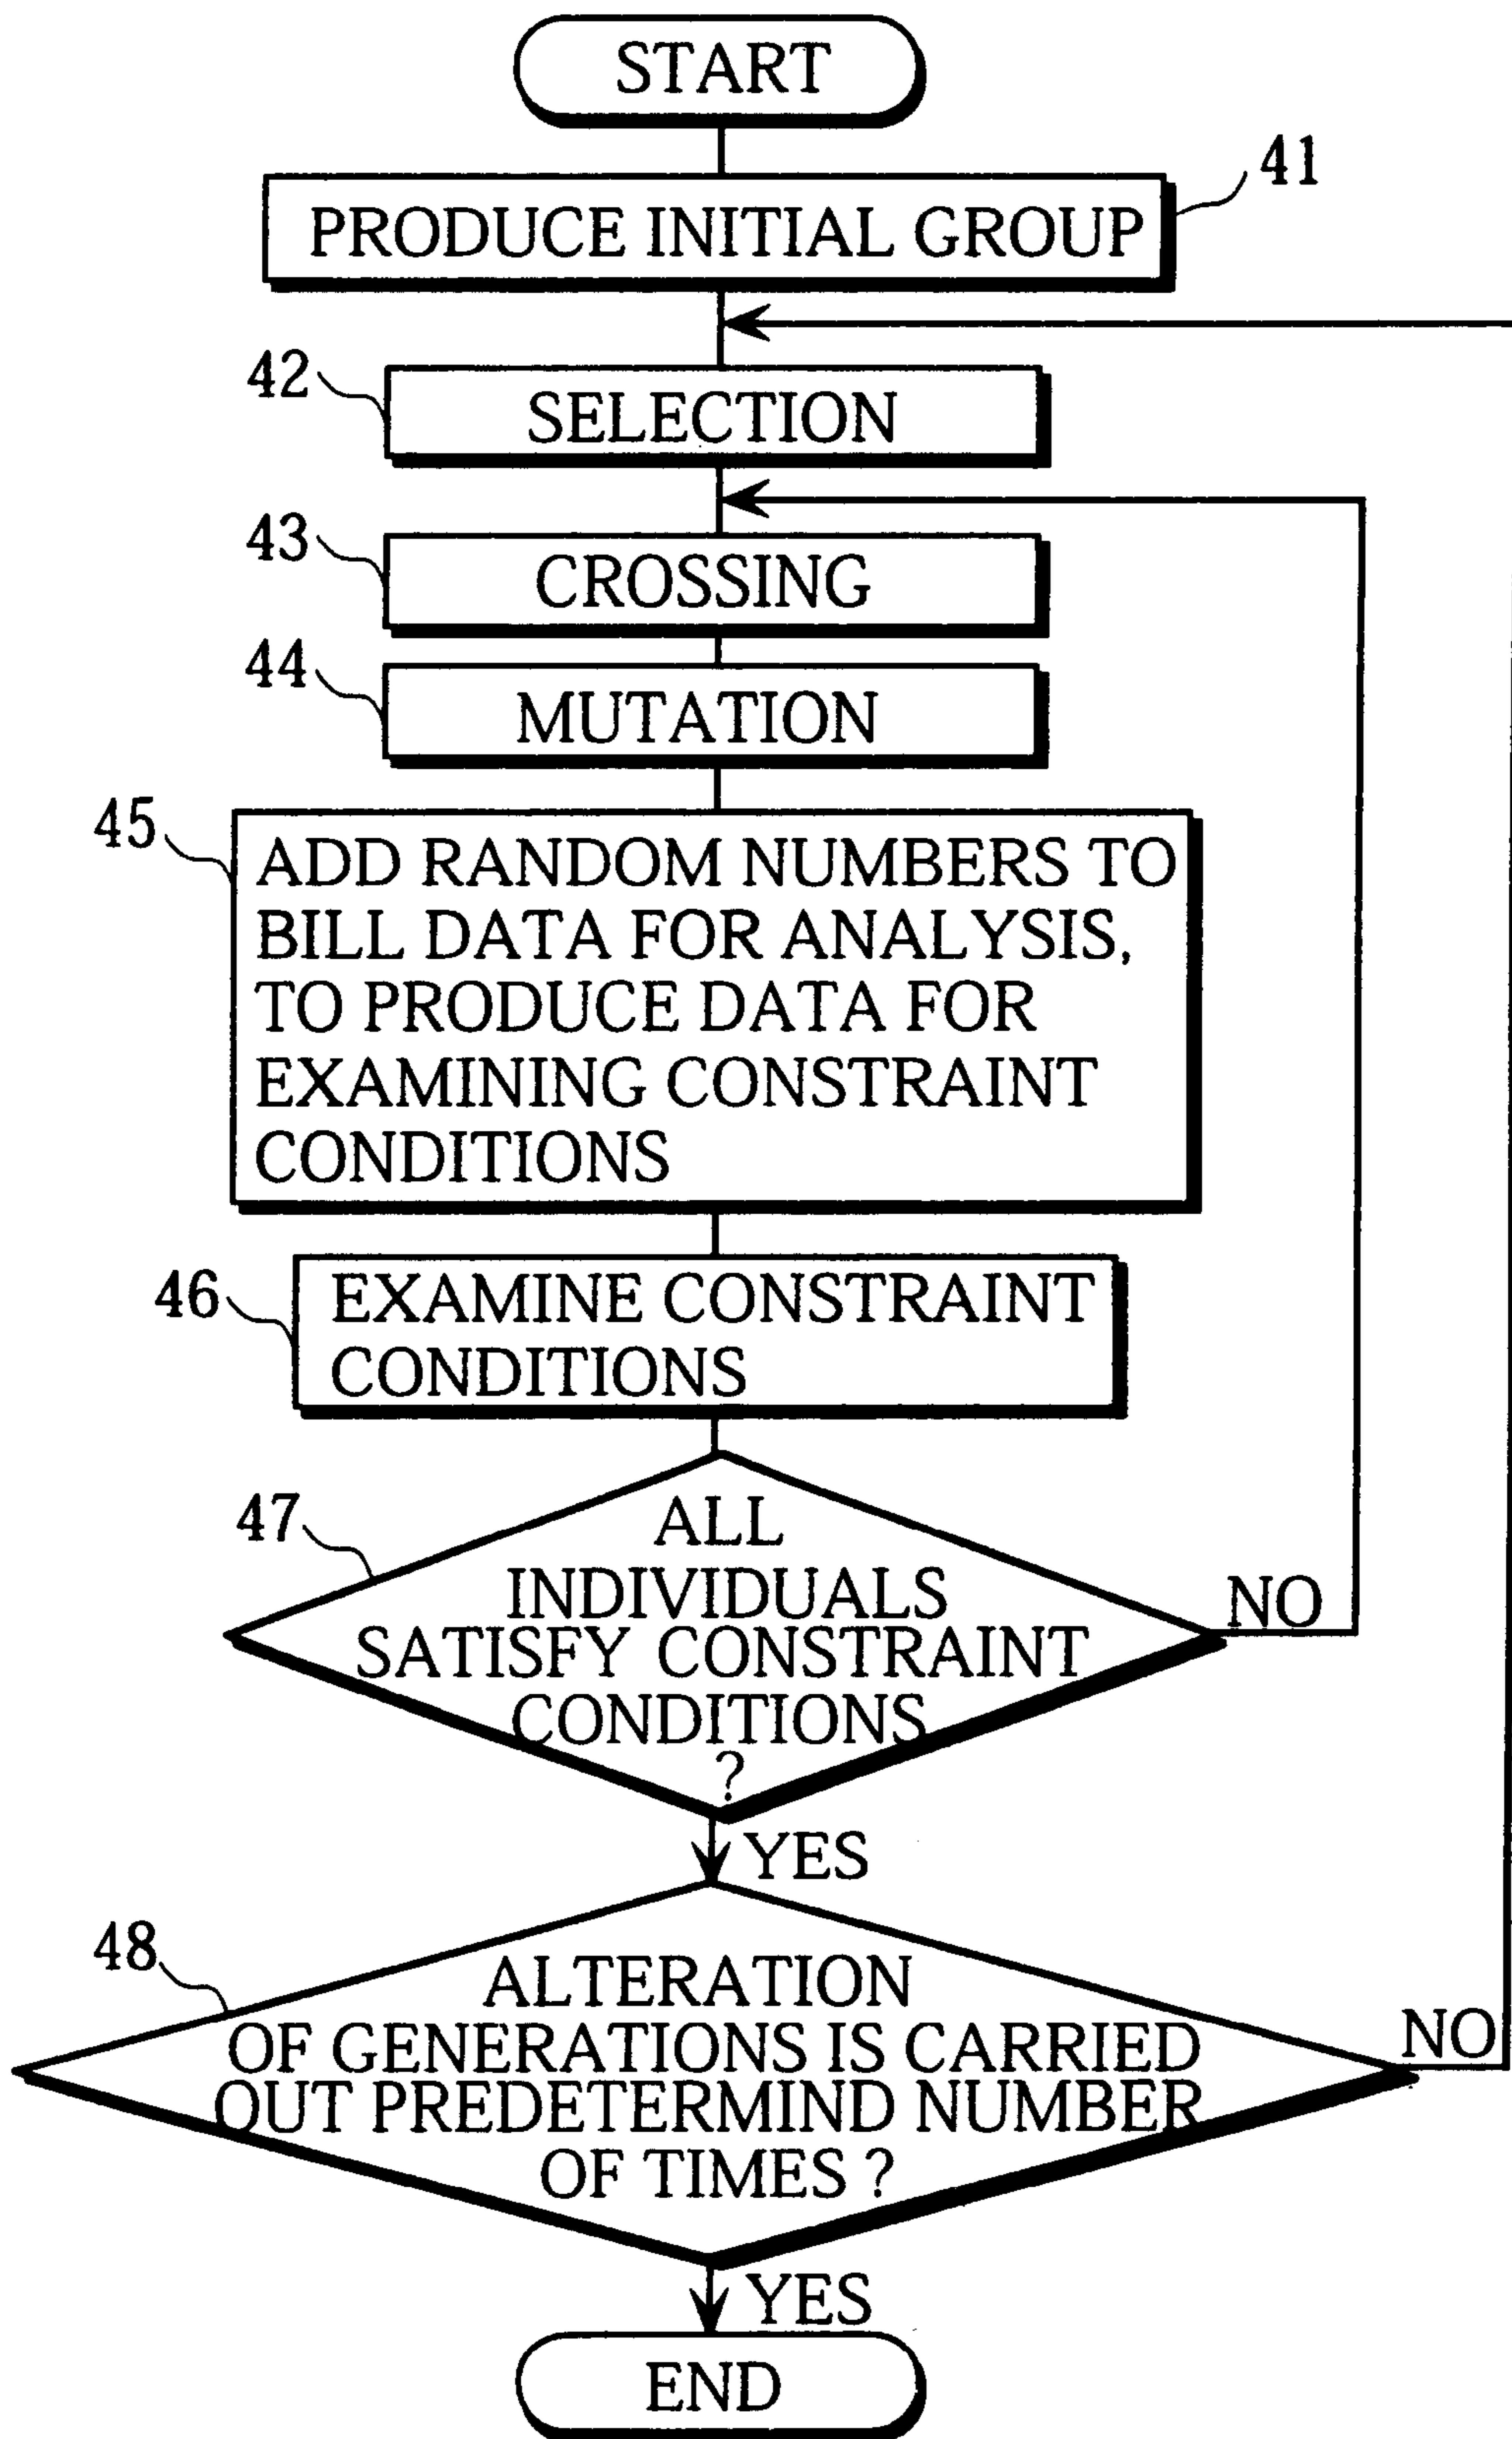 START
41
PRODUCE INITIAL GROUP
42
SELECTION
43
CROSSING
44
MUTATION
45
ADD RANDOM NUMBERS TO
BILL DATA FOR ANALYSIS,
TO PRODUCE DATA FOR
EXAMINING CONSTRAINT
CONDITIONS
46
EXAMINE CONSTRAINT
CONDITIONS
47
ALL
INDIVIDUALS
SATISFY CONSTRAINT
CONDITIONS
?
NO
YES
48
ALTERATION
OF GENERATIONS IS CARRIED
OUT PREDETERMIND NUMBER
OF TIMES ?
NO
YES
END